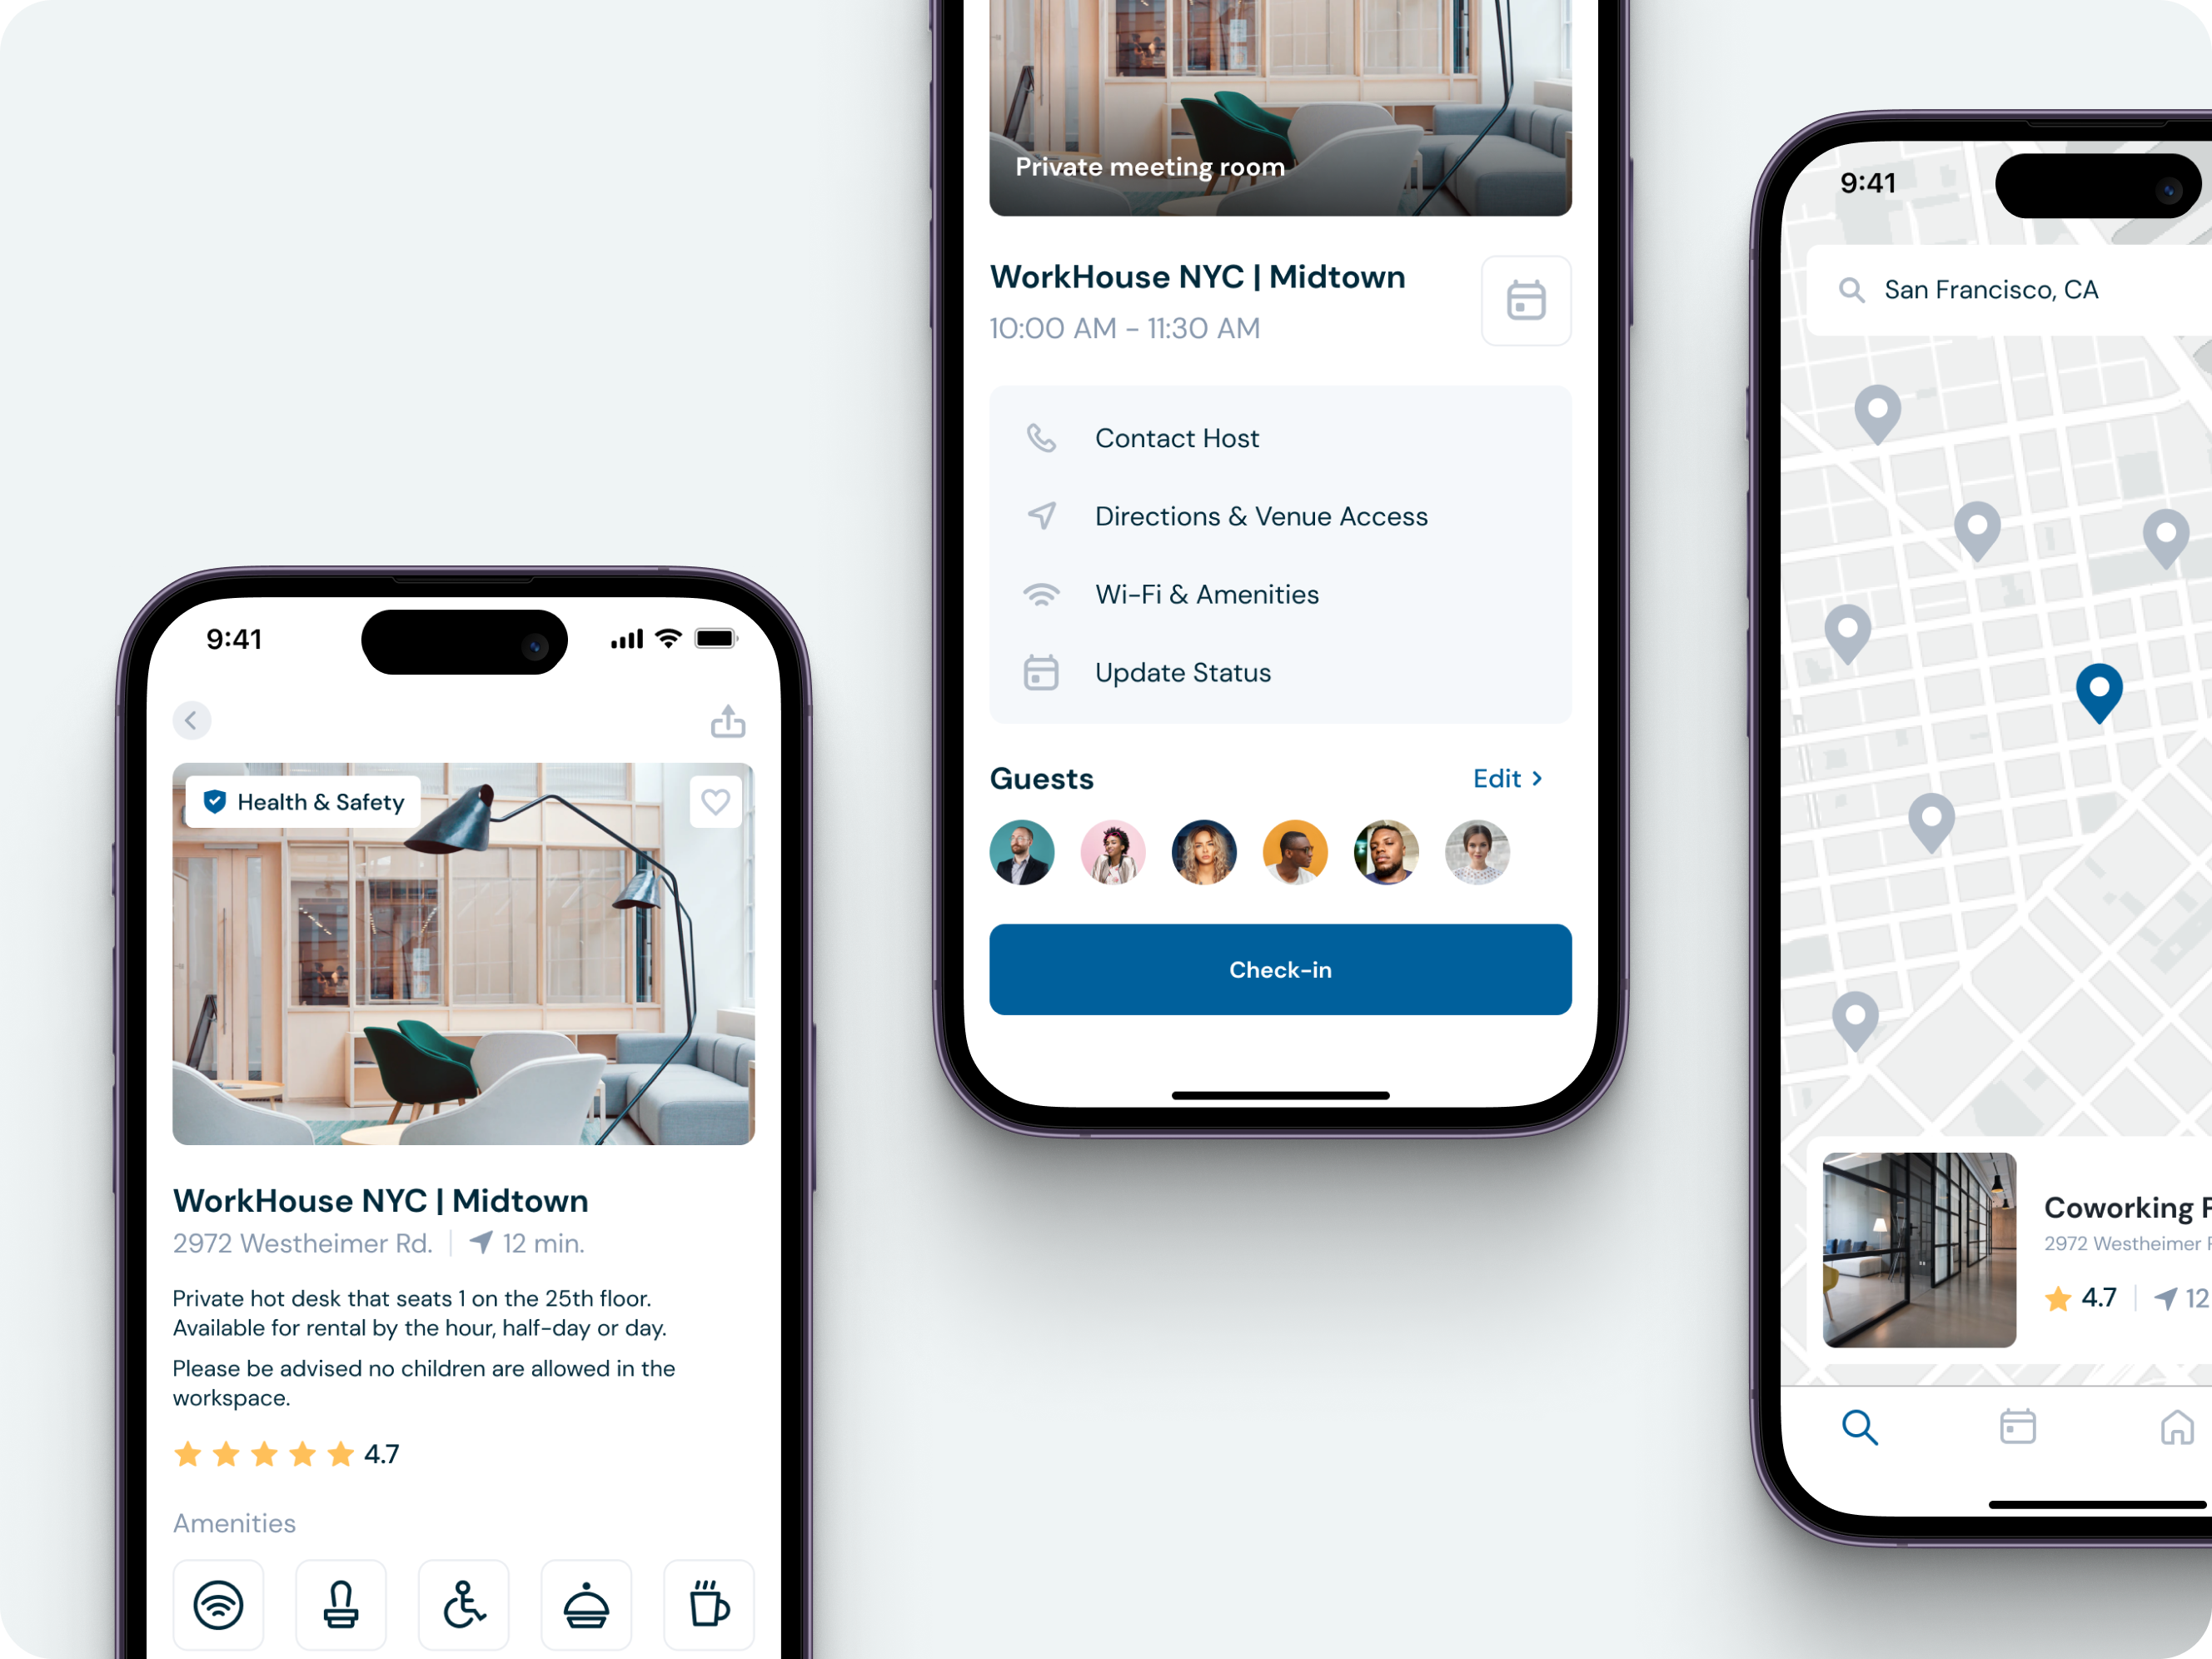 9:41
Health & Safety
WorkHouse NYC | Midtown
2972 Westheimer Rd.
12 min.
Private hot desk that seats 1 on the 25th floor.
Available for rental by the hour, half-day or day.
Please be advised no children are allowed in the
workspace.
4.7
Amenities
Private meeting room
WorkHouse NYC | Midtown
10:00 AM - 11:30 AM
Contact Host
Directions & Venue Access
Wi-Fi & Amenities
Update Status
Guests
Edit >
Check-in
9:41
San Francisco, CA
Coworking
2972 Westheimer
4.7
12